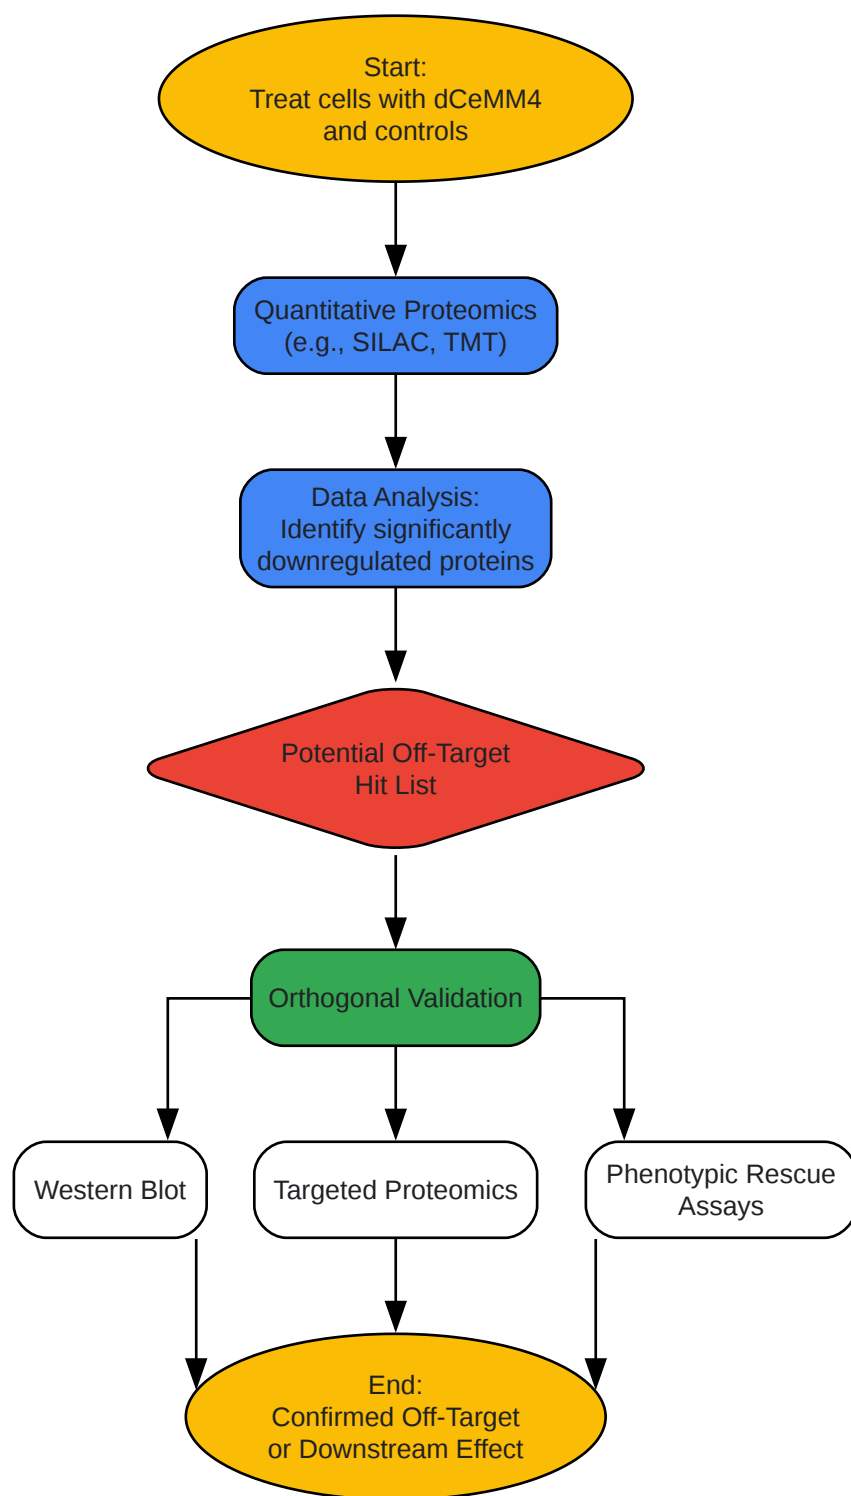 Start:
Treat cells with dCeMM4
and controls
Quantitative Proteomics
(e.g., SILAC, TMT)
Data Analysis:
Identify significantly
downregulated proteins
Potential Off-Target
Hit List
Orthogonal Validation
Western Blot
Targeted Proteomics
Phenotypic Rescue
Assays
End:
Confirmed Off-Target
or Downstream Effect